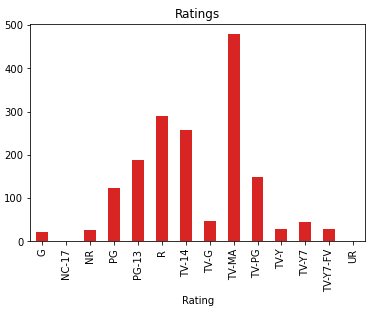 Ratings
500
400
300
200
100
0
G
NC-17
NR
PG
PG-13
R
TV-14
TV-G
TV-MA
TV-PG
TV-Y
TV-Y7
TV-Y7-FV
UR
Rating